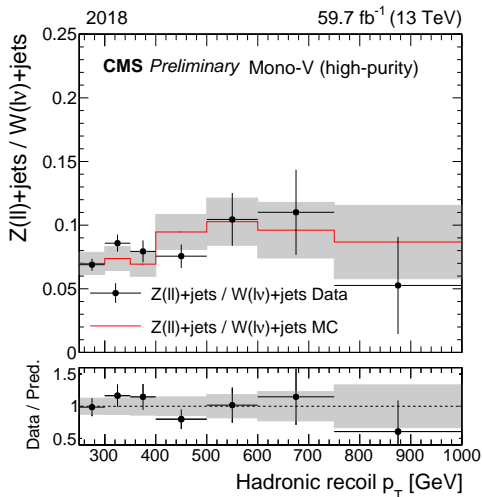 2018 59.7 fb⁻¹ (13 TeV)
CMS Preliminary Mono-V (high-purity)
Z(ll)+jets / W(lν)+jets
0.25
0.2
0.15
0.1
0.05
0
Z(ll)+jets / W(lν)+jets Data
Z(ll)+jets / W(lν)+jets MC
Data / Pred.
1.5
1
0.5
300 400 500 600 700 800 900 1000
Hadronic recoil p_T [GeV]